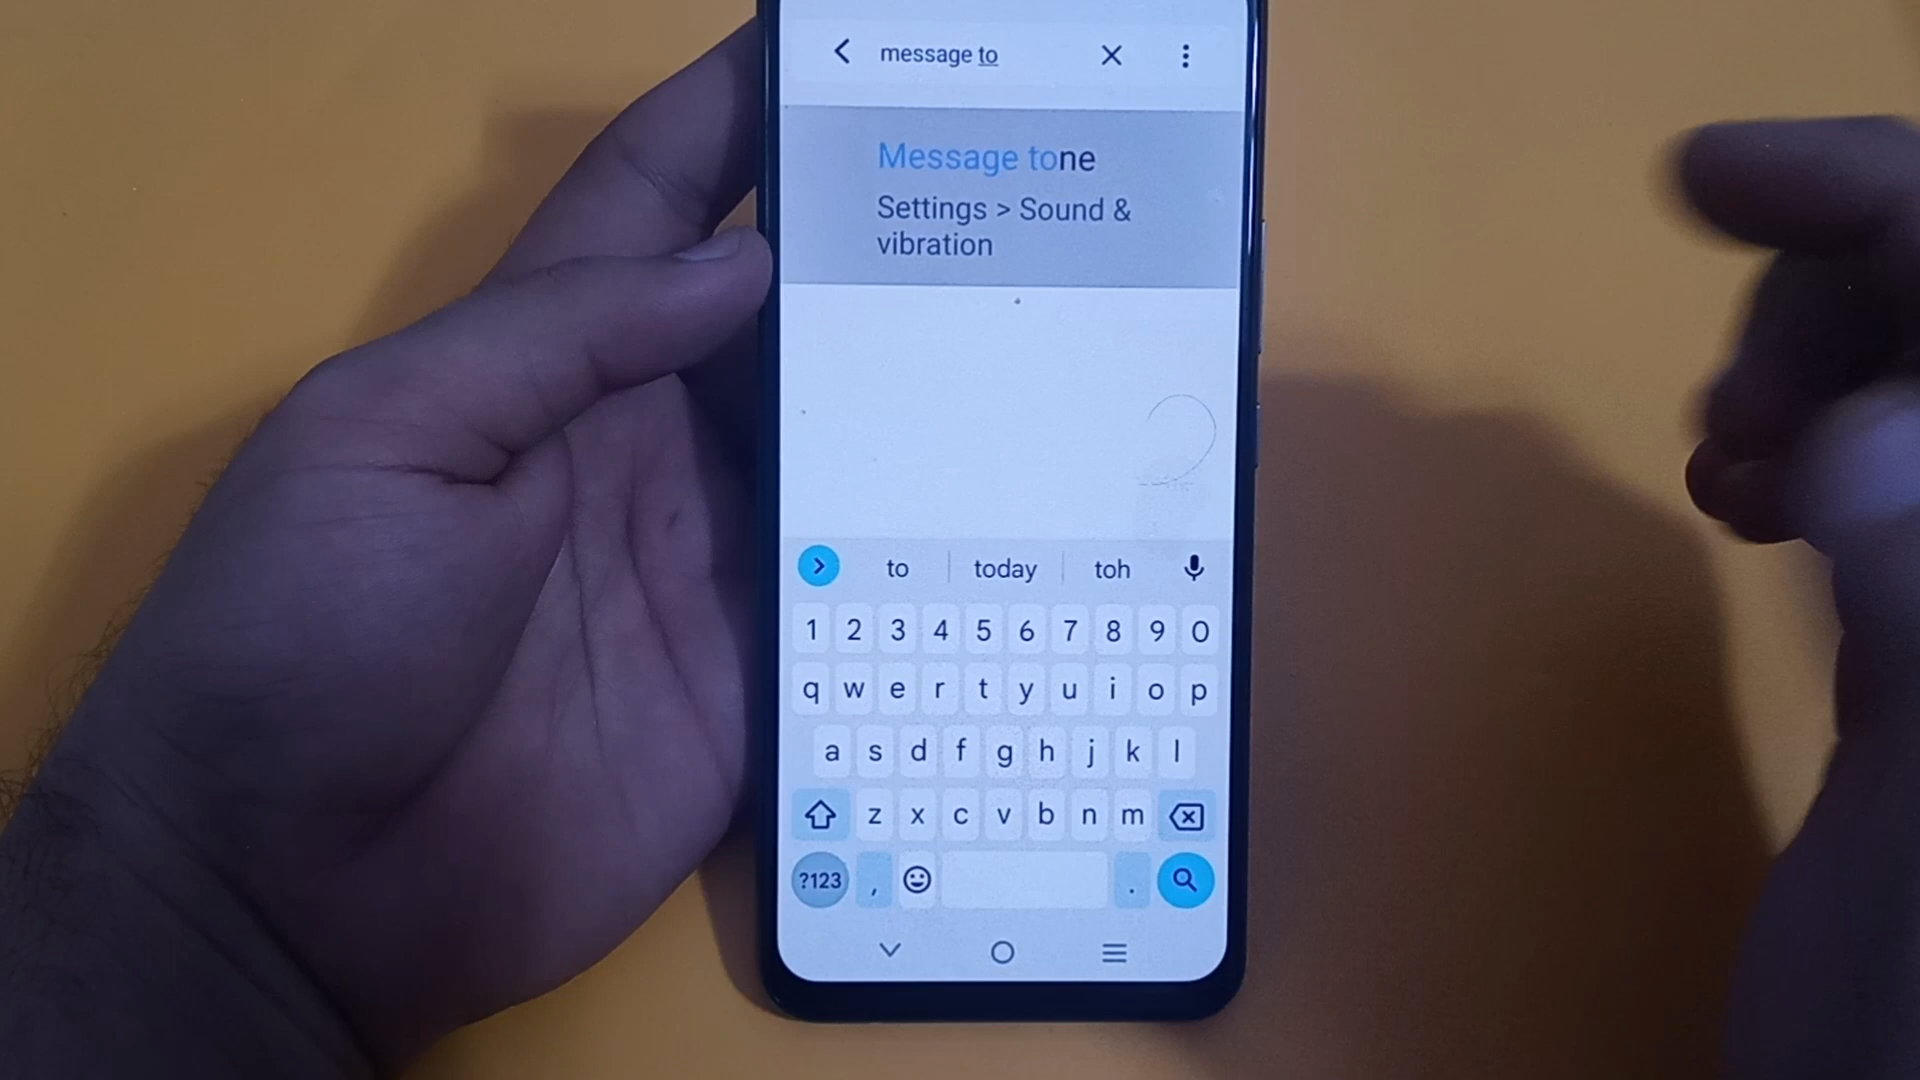 message to
Message tone
Settings > Sound &
vibration
to today toh
1 2 3 4 5 6 7 8 9 0
q w e r t y u i o p
a s d f g h j k l
z x c v b n m
?123 , .